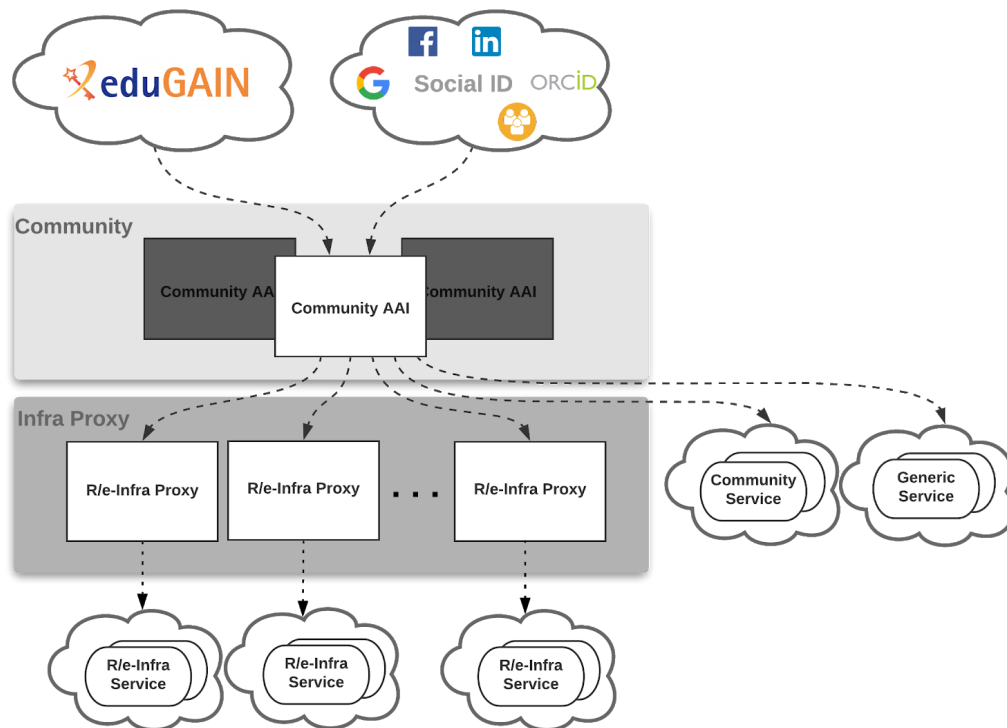 eduGAIN
Social ID
ORCiD
Community
Community AA
Community AAI
Community AAI
Infra Proxy
R/e-Infra Proxy
R/e-Infra Proxy
. . .
R/e-Infra Proxy
Community
Service
Generic
Service
R/e-Infra
Service
R/e-Infra
Service
R/e-Infra
Service